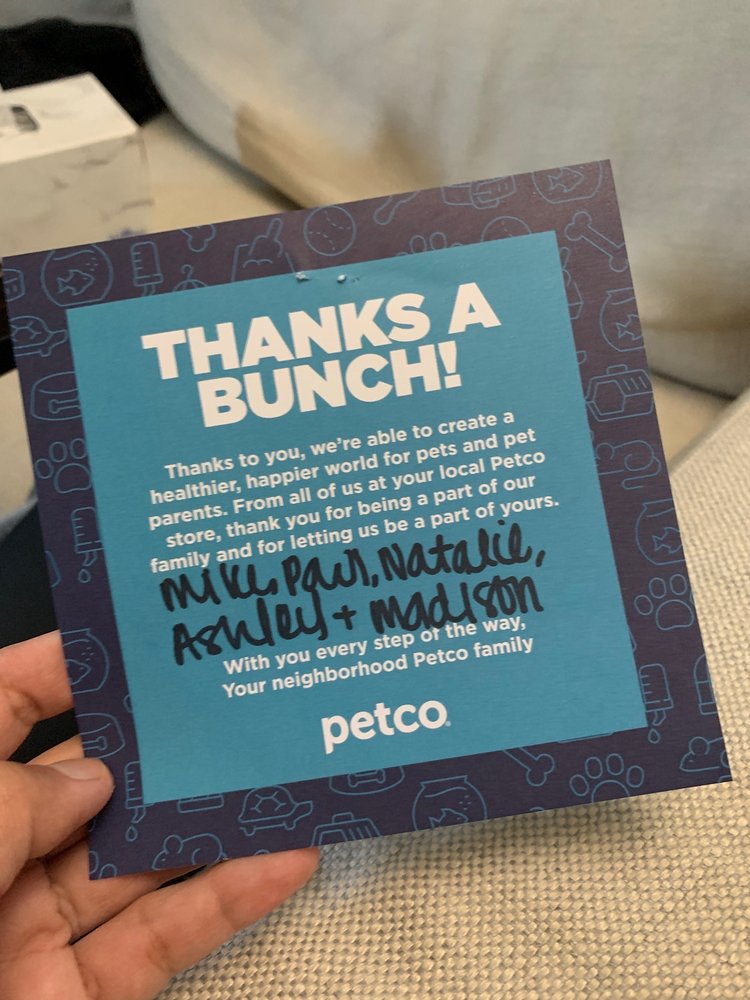 THANKS A
BUNCH!
Thanks to you, we're able to create a
healthier, happier world for pets and pet
parents. From all of us at your local Petco
store, thank you for being a part of our
family and for letting us be a part of yours.
Mike, Paul, Natalie,
Ashley + Madison
With you every step of the way,
Your neighborhood Petco family
petco